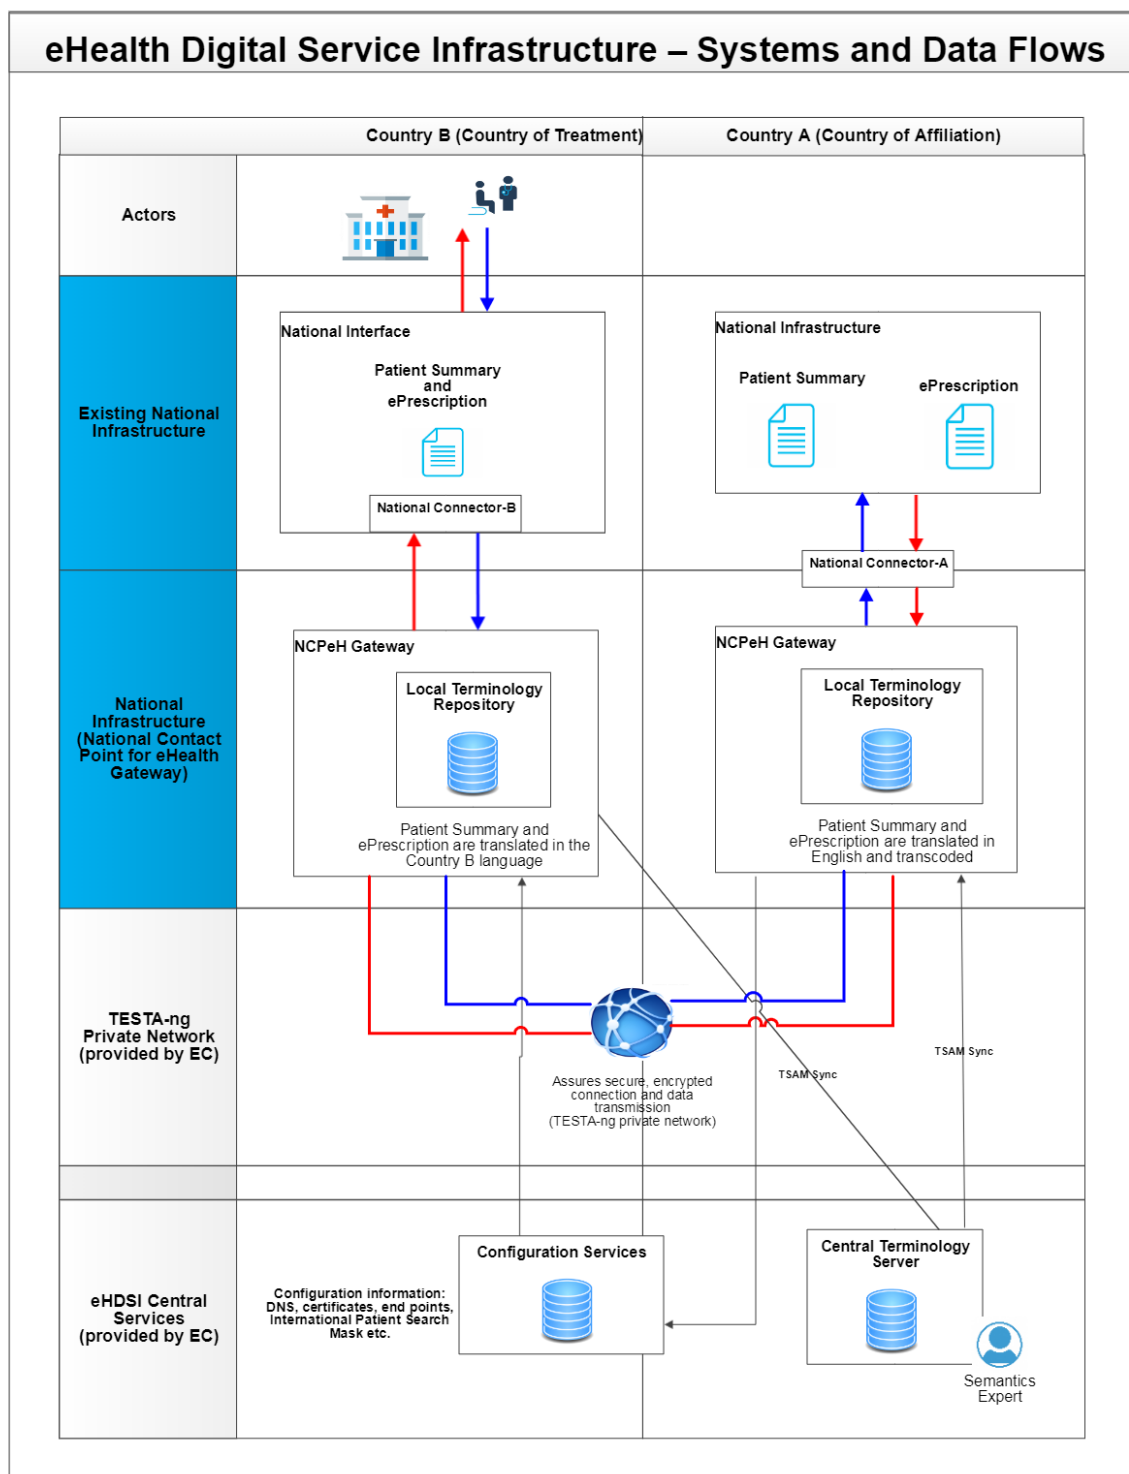 eHealth Digital Service Infrastructure – Systems and Data Flows
Country B (Country of Treatment)
Country A (Country of Affiliation)
Actors
Existing National
Infrastructure
National Interface
Patient Summary
and
ePrescription
National Connector-B
National Infrastructure
Patient Summary
ePrescription
National Connector-A
National
Infrastructure
(National Contact
Point for eHealth
Gateway)
NCPeH Gateway
Local Terminology
Repository
Patient Summary and
ePrescription are translated in the
Country B language
NCPeH Gateway
Local Terminology
Repository
Patient Summary and
ePrescription are translated in
English and transcoded
TESTA-ng
Private Network
(provided by EC)
Assures secure, encrypted
connection and data
transmission
(TESTA-ng private network)
TSAM Sync
TSAM Sync
eHDSI Central
Services
(provided by EC)
Configuration information:
DNS, certificates, end points,
International Patient Search
Mask etc.
Configuration Services
Central Terminology
Server
Semantics
Expert